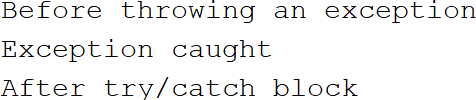 Before throwing an exception
Exception caught
After try/catch block